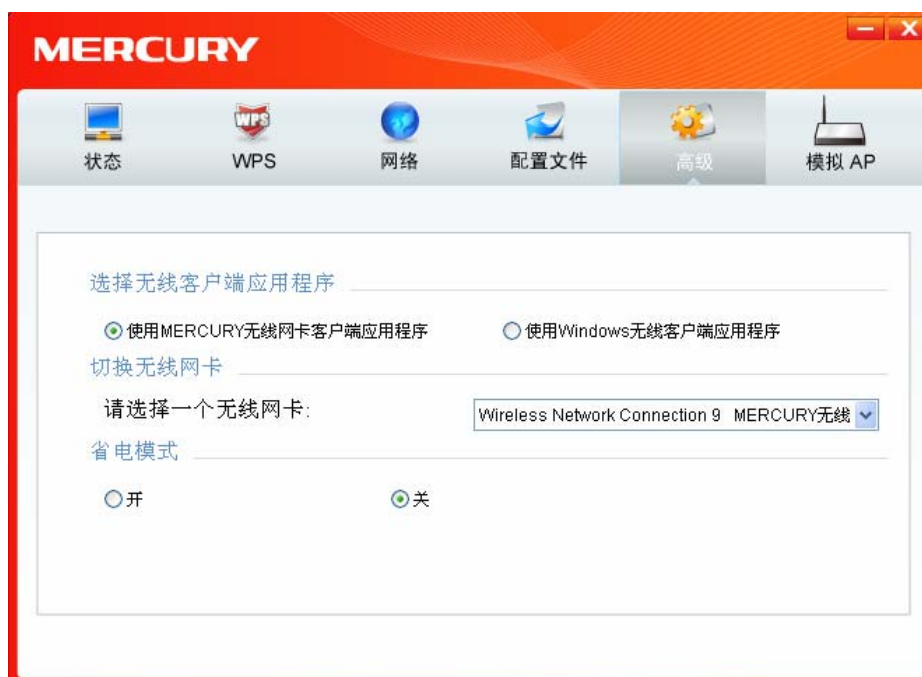 MERCURY
状态
WPS
WPS
网络
配置文件
高级
模拟 AP
选择无线客户端应用程序
使用MERCURY无线网卡客户端应用程序
使用Windows无线客户端应用程序
切换无线网卡
请选择一个无线网卡:
Wireless Network Connection 9 MERCURY无线
省电模式
开
关